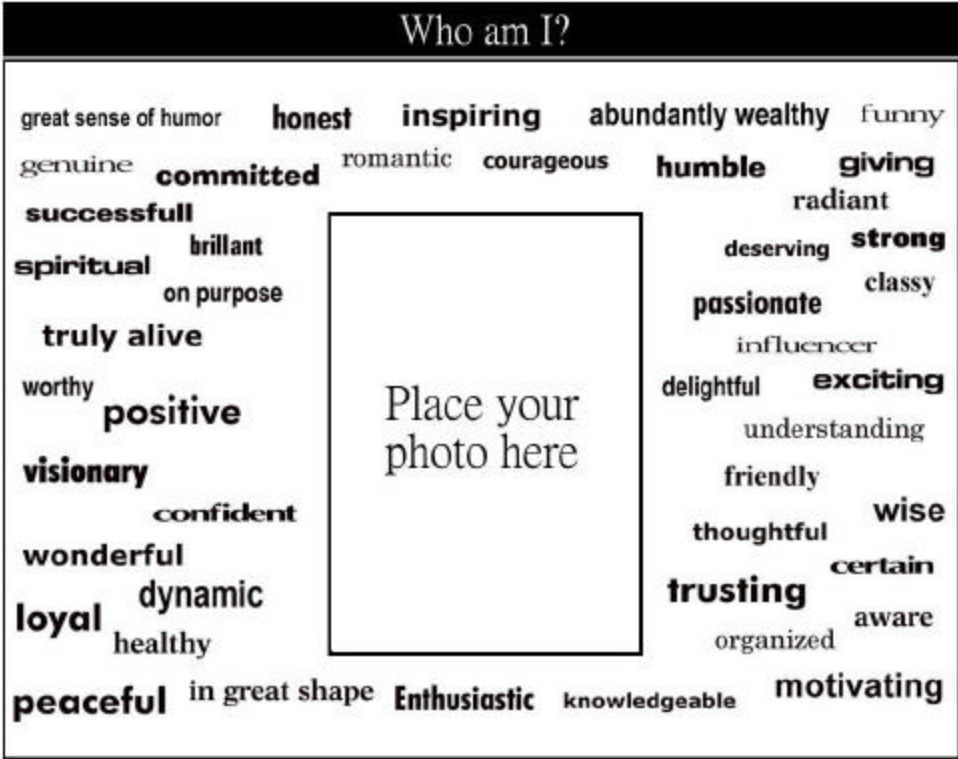 Who am I?
great sense of humor honest inspiring abundantly wealthy funny
genuine committed romantic courageous humble giving
radiant
successfull
brillant deserving strong
spiritual
on purpose passionate classy
truly alive influencer
worthy delightful exciting
positive
Place your
photo here
understanding
visionary friendly
confident wise
thoughtful
wonderful certain
dynamic trusting
loyal aware
healthy organized
peaceful in great shape Enthusiastic knowledgeable motivating